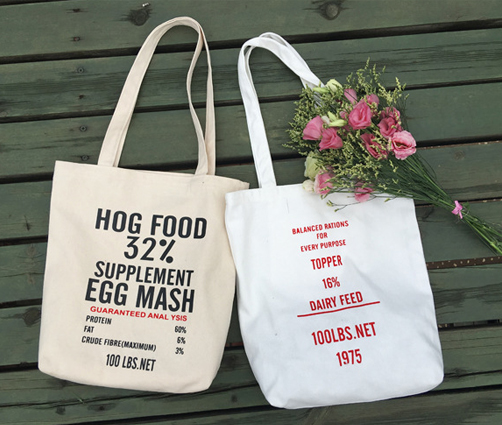 HOG FOOD
32%
SUPPLEMENT
EGG MASH
GUARANTEED ANAL YSIS
PROTEIN 60%
FAT 6%
CRUDE FIBRE(MAXIMUM) 3%
100 LBS.NET
BALANCED RATIONS
FOR
EVERY PURPOSE
TOPPER
16%
DAIRY FEED
100LBS.NET
1975